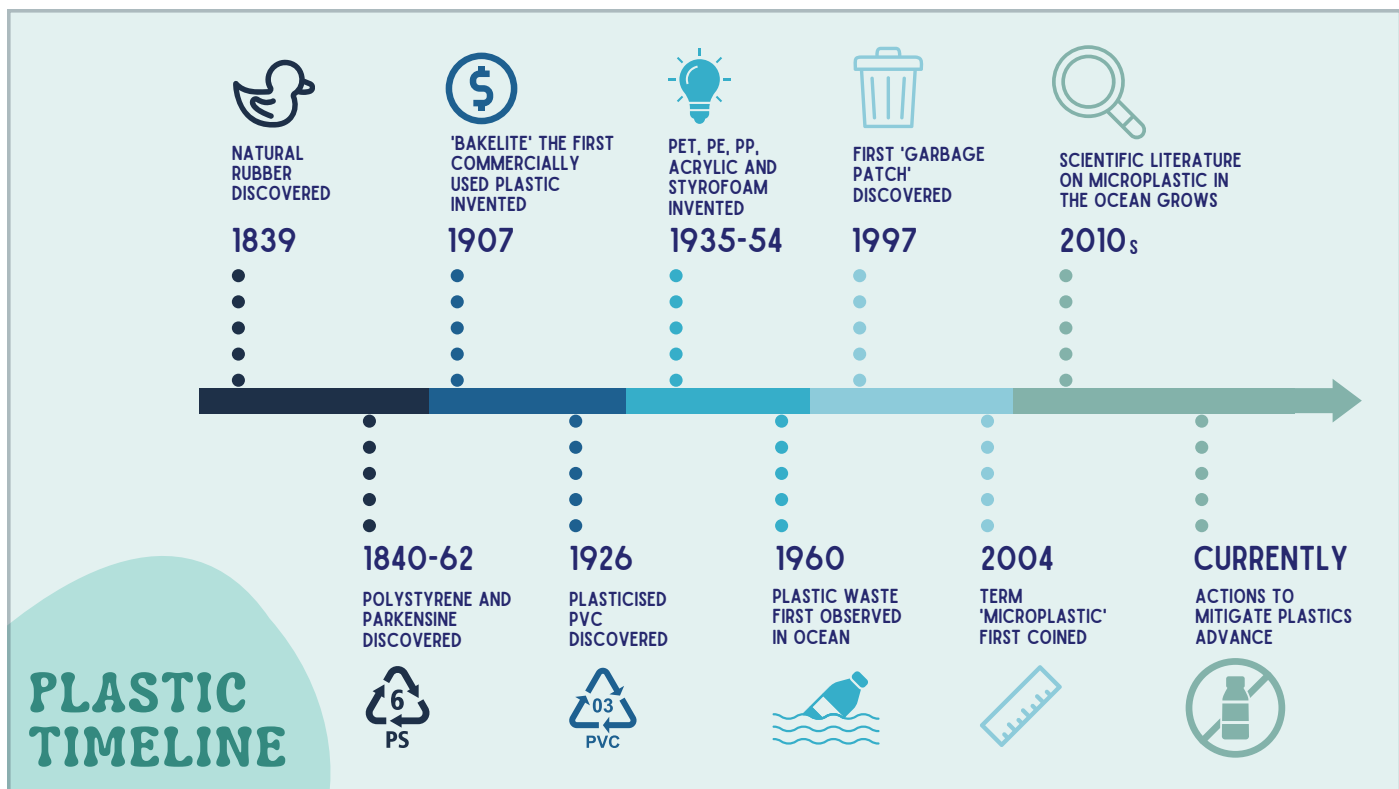 NATURAL
RUBBER
DISCOVERED
1839
'BAKELITE' THE FIRST
COMMERCIALLY
USED PLASTIC
INVENTED
1907
PET, PE, PP,
ACRYLIC AND
STYROFOAM
INVENTED
1935-54
FIRST 'GARBAGE
PATCH'
DISCOVERED
1997
SCIENTIFIC LITERATURE
ON MICROPLASTIC IN
THE OCEAN GROWS
2010s
1840-62
POLYSTYRENE AND
PARKENSINE
DISCOVERED
6
PS
1926
PLASTICISED
PVC
DISCOVERED
03
PVC
1960
PLASTIC WASTE
FIRST OBSERVED
IN OCEAN
2004
TERM
'MICROPLASTIC'
FIRST COINED
CURRENTLY
ACTIONS TO
MITIGATE PLASTICS
ADVANCE
PLASTIC
TIMELINE